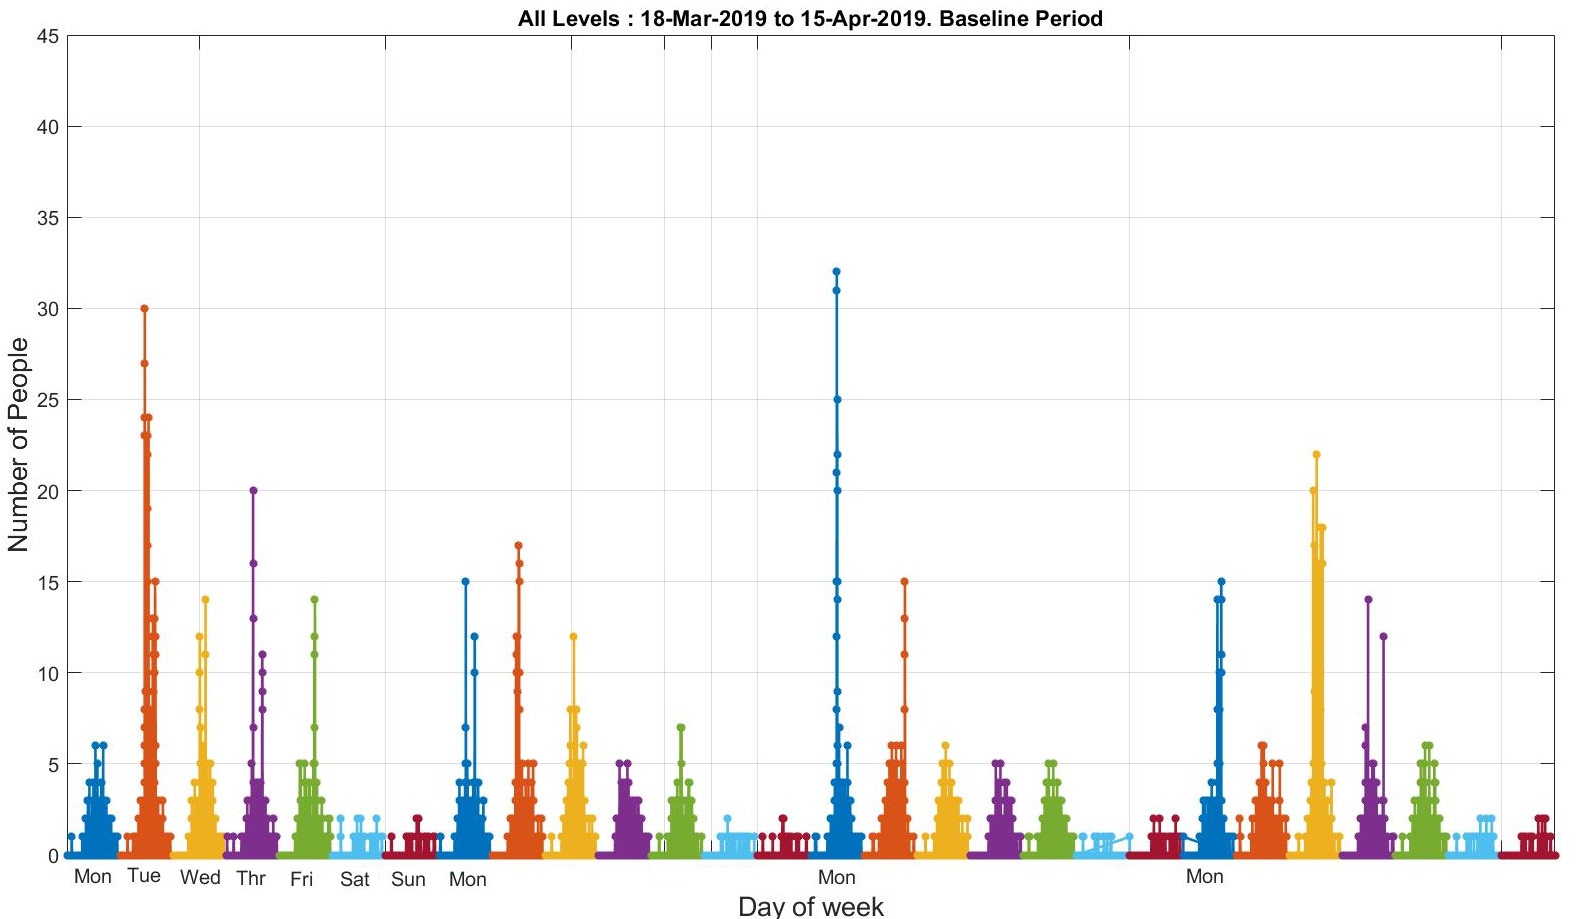 All Levels : 18-Mar-2019 to 15-Apr-2019. Baseline Period
Number of People
45
40
35
30
25
20
15
10
5
0
Mon Tue Wed Thr Fri Sat Sun Mon Mon Mon
Day of week